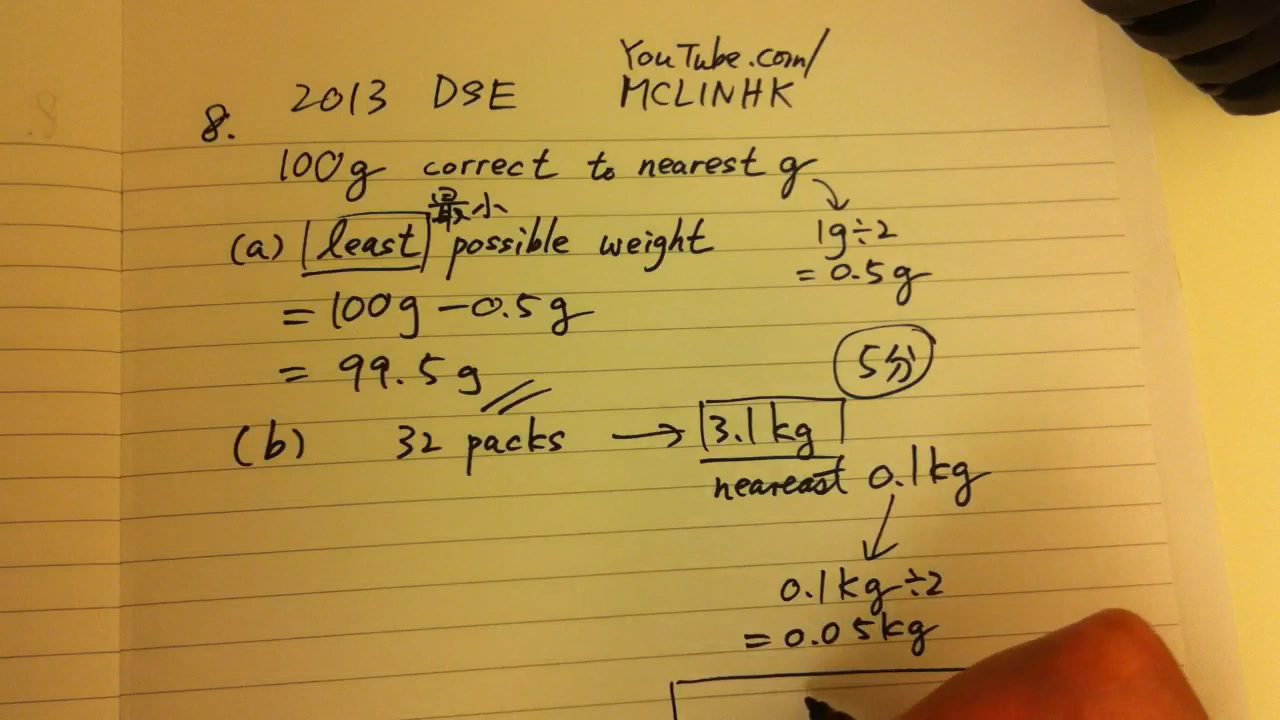 2013 DSE
YouTube.com/
MCLINHK
8.
100g correct to nearest g
1g÷2
= 0.5g
最小
(a) least possible weight
= 100g - 0.5g
= 99.5g
5分
(b) 32 packs → 3.1kg
neareast 0.1kg
0.1kg÷2
= 0.05kg